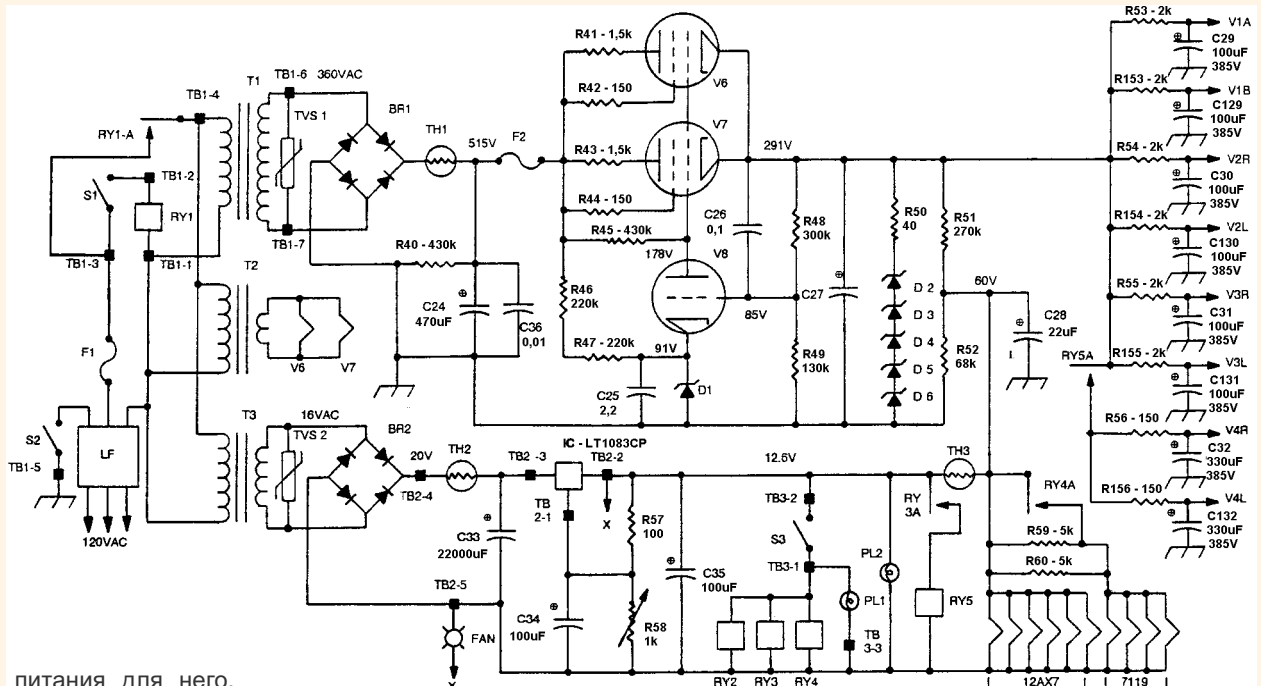 R53 - 2k
V1A
C29
100uF
385V
R153 - 2k
V1B
C129
100uF
385V
R54 - 2k
V2R
C30
100uF
385V
R154 - 2k
V2L
C130
100uF
385V
R55 - 2k
V3R
C31
100uF
385V
RY5A
R155 - 2k
V3L
C131
100uF
385V
R56 - 150
V4R
C32
330uF
385V
R156 - 150
V4L
C132
330uF
385V
R41 - 1,5k
V6
R42 - 150
R43 - 1,5k
V7
R44 - 150
R45 - 430k
178V
V8
291V
C26
0,1
R48
300k
85V
R49
130k
C27
R50
40
R51
270k
D 2
D 3
D 4
D 5
D 6
60V
R52
68k
C28
22uF
R46
220k
R47 - 220k
91V
C25
2,2
D1
TB1-6
360VAC
T1
TB1-4
TVS 1
BR1
TH1
515V
F2
RY1-A
TB1-2
S1
RY1
TB1-3
TB1-1
TB1-7
R40 - 430k
C24
470uF
C36
0,01
T2
V6
V7
F1
S2
TB1-5
LF
120VAC
T3
16VAC
TVS 2
BR2
20V
TB2-4
TH2
TB2 -3
IC - LT1083CP
TB2-2
X
TB
2-1
C33
22000uF
TB2-5
FAN
X
C34
100uF
R57
100
R58
1k
C35
100uF
12.6V
TB3-2
S3
TB3-1
PL1
TB
3-3
PL2
RY2
RY3
RY4
RY
3A
RY5
TH3
RY4A
R59 - 5k
R60 - 5k
12AX7
7119
питания для него.